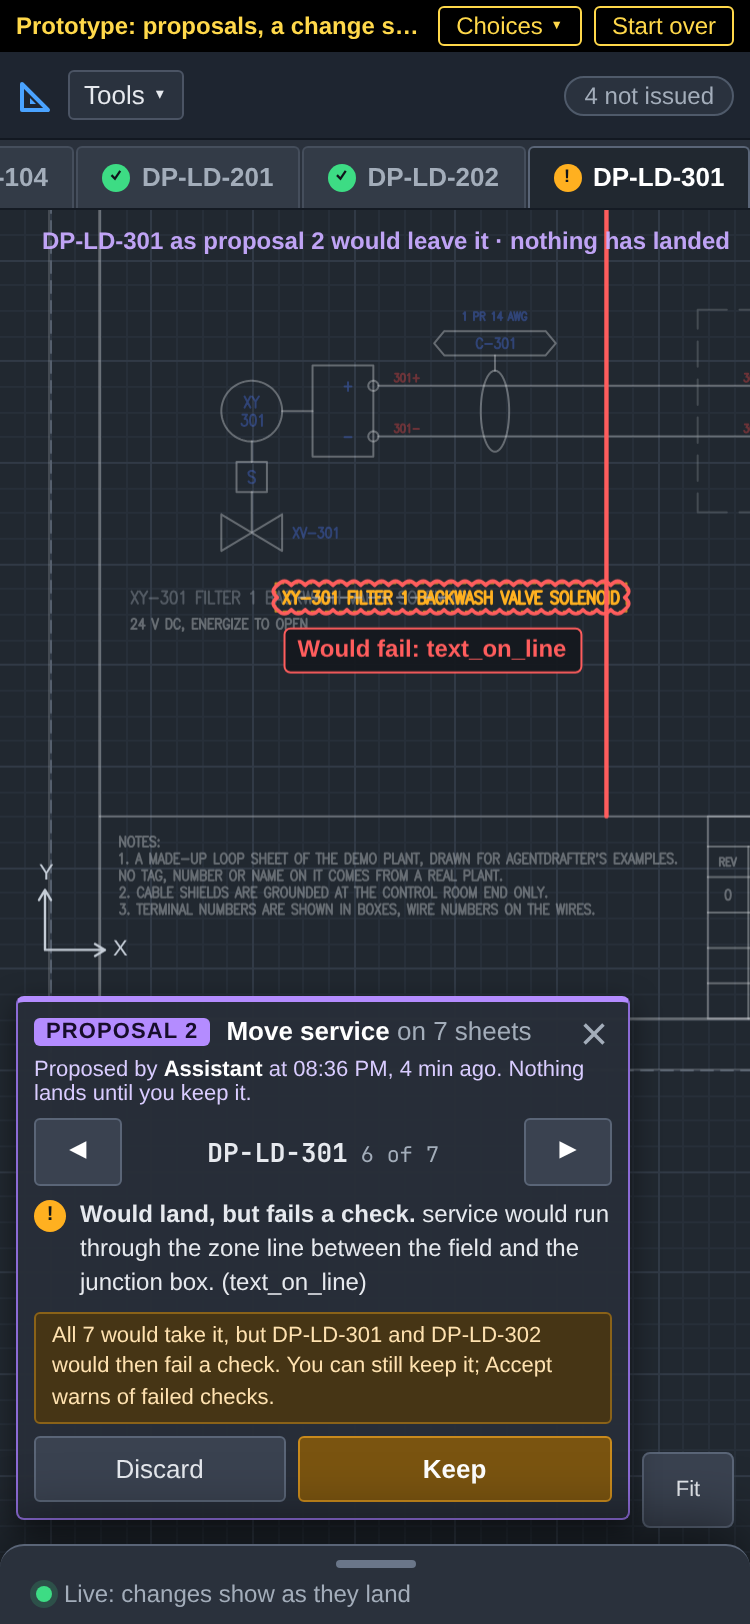 Prototype: proposals, a change s...
Choices ▼
Start over
Tools ▼
4 not issued
-104
DP-LD-201
DP-LD-202
! DP-LD-301
DP-LD-301 as proposal 2 would leave it · nothing has landed
1 PR 14 AWG
C-301
XY
301
+
301+
301-
−
$
XV-301
XY-301 FILTER 1
XY-301 FILTER 1 BACKWASH VALVE SOLENOID
24 V DC, ENERGIZE TO OPEN
Would fail: text_on_line
NOTES:
1. A MADE-UP LOOP SHEET OF THE DEMO PLANT, DRAWN FOR AGENTDRAFTER'S EXAMPLES.
NO TAG, NUMBER OR NAME ON IT COMES FROM A REAL PLANT.
2. CABLE SHIELDS ARE GROUNDED AT THE CONTROL ROOM END ONLY.
3. TERMINAL NUMBERS ARE SHOWN IN BOXES, WIRE NUMBERS ON THE WIRES.
REV
0
Y
X
PROPOSAL 2 Move service on 7 sheets
Proposed by Assistant at 08:36 PM, 4 min ago. Nothing
lands until you keep it.
DP-LD-301 6 of 7
! Would land, but fails a check. service would run
through the zone line between the field and the
junction box. (text_on_line)
All 7 would take it, but DP-LD-301 and DP-LD-302
would then fail a check. You can still keep it; Accept
warns of failed checks.
Discard
Keep
Fit
Live: changes show as they land